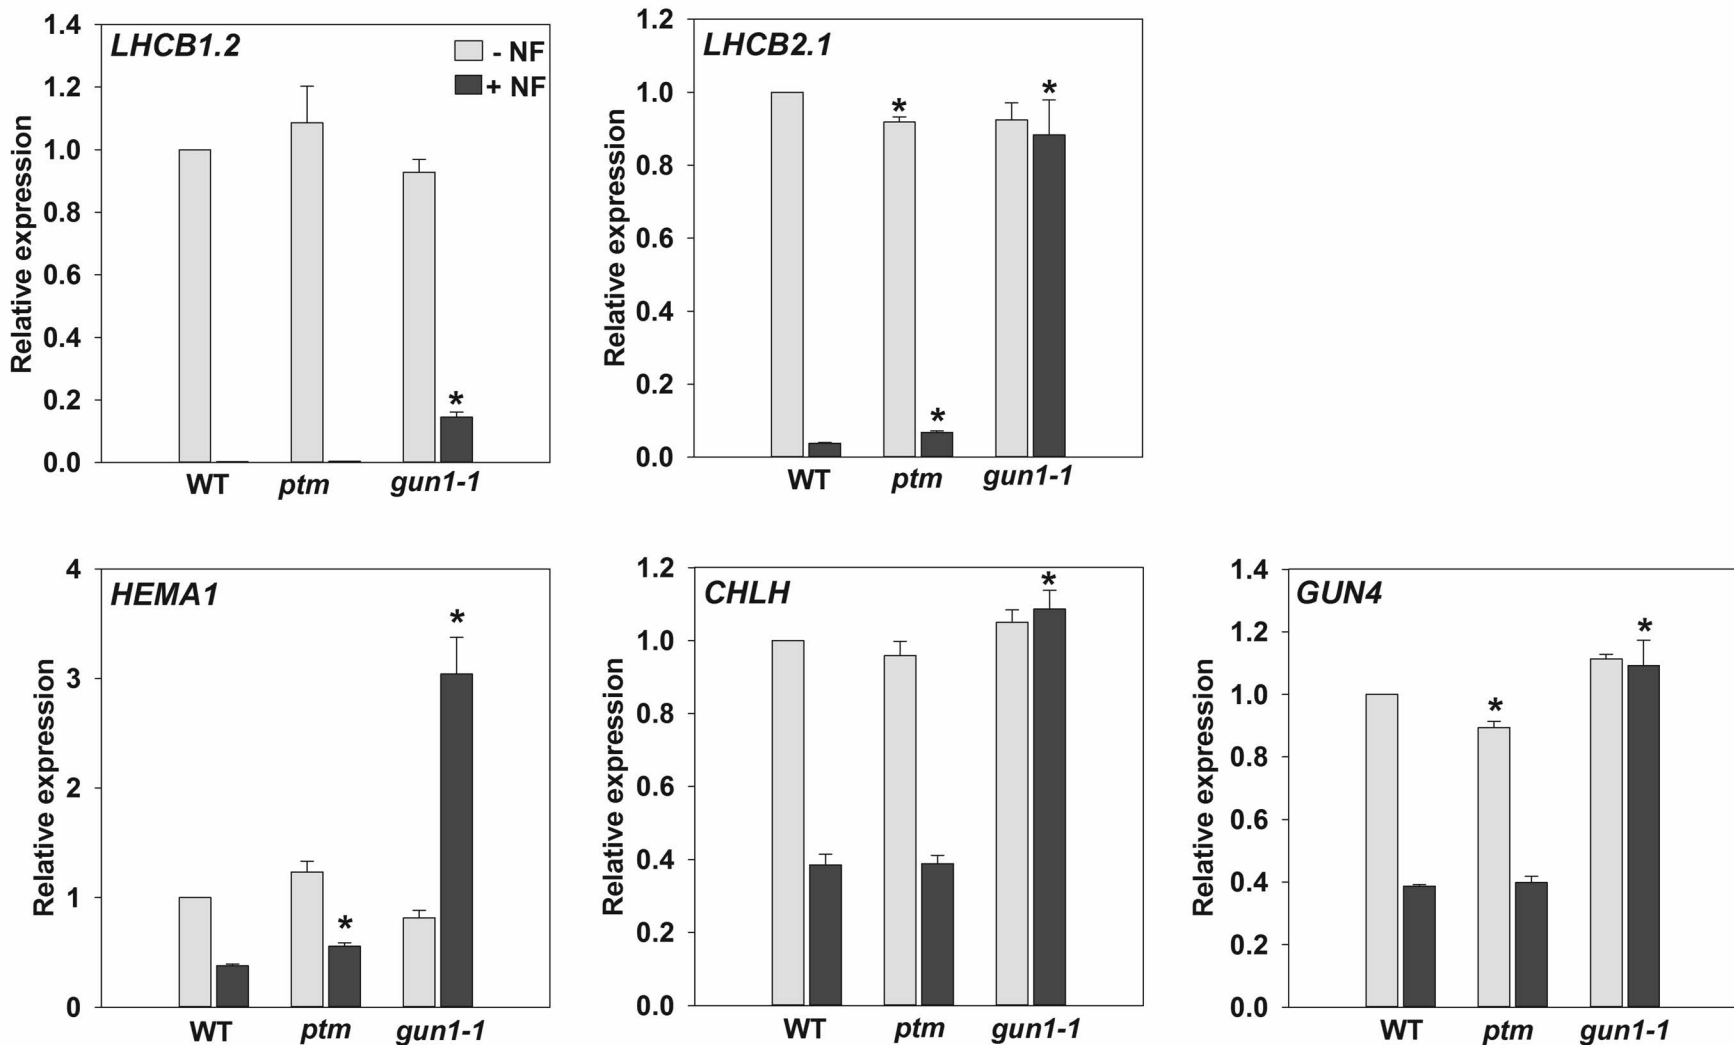 LHCB1.2
- NF
+ NF
Relative expression
1.4
1.2
1.0
0.8
0.6
0.4
0.2
0.0
*
WT ptm gun1-1
LHCB2.1
Relative expression
1.2
1.0
0.8
0.6
0.4
0.2
0.0
* * *
WT ptm gun1-1
HEMA1
Relative expression
4
3
2
1
0
* *
WT ptm gun1-1
CHLH
Relative expression
1.2
1.0
0.8
0.6
0.4
0.2
0.0
*
WT ptm gun1-1
GUN4
Relative expression
1.4
1.2
1.0
0.8
0.6
0.4
0.2
0.0
* *
WT ptm gun1-1